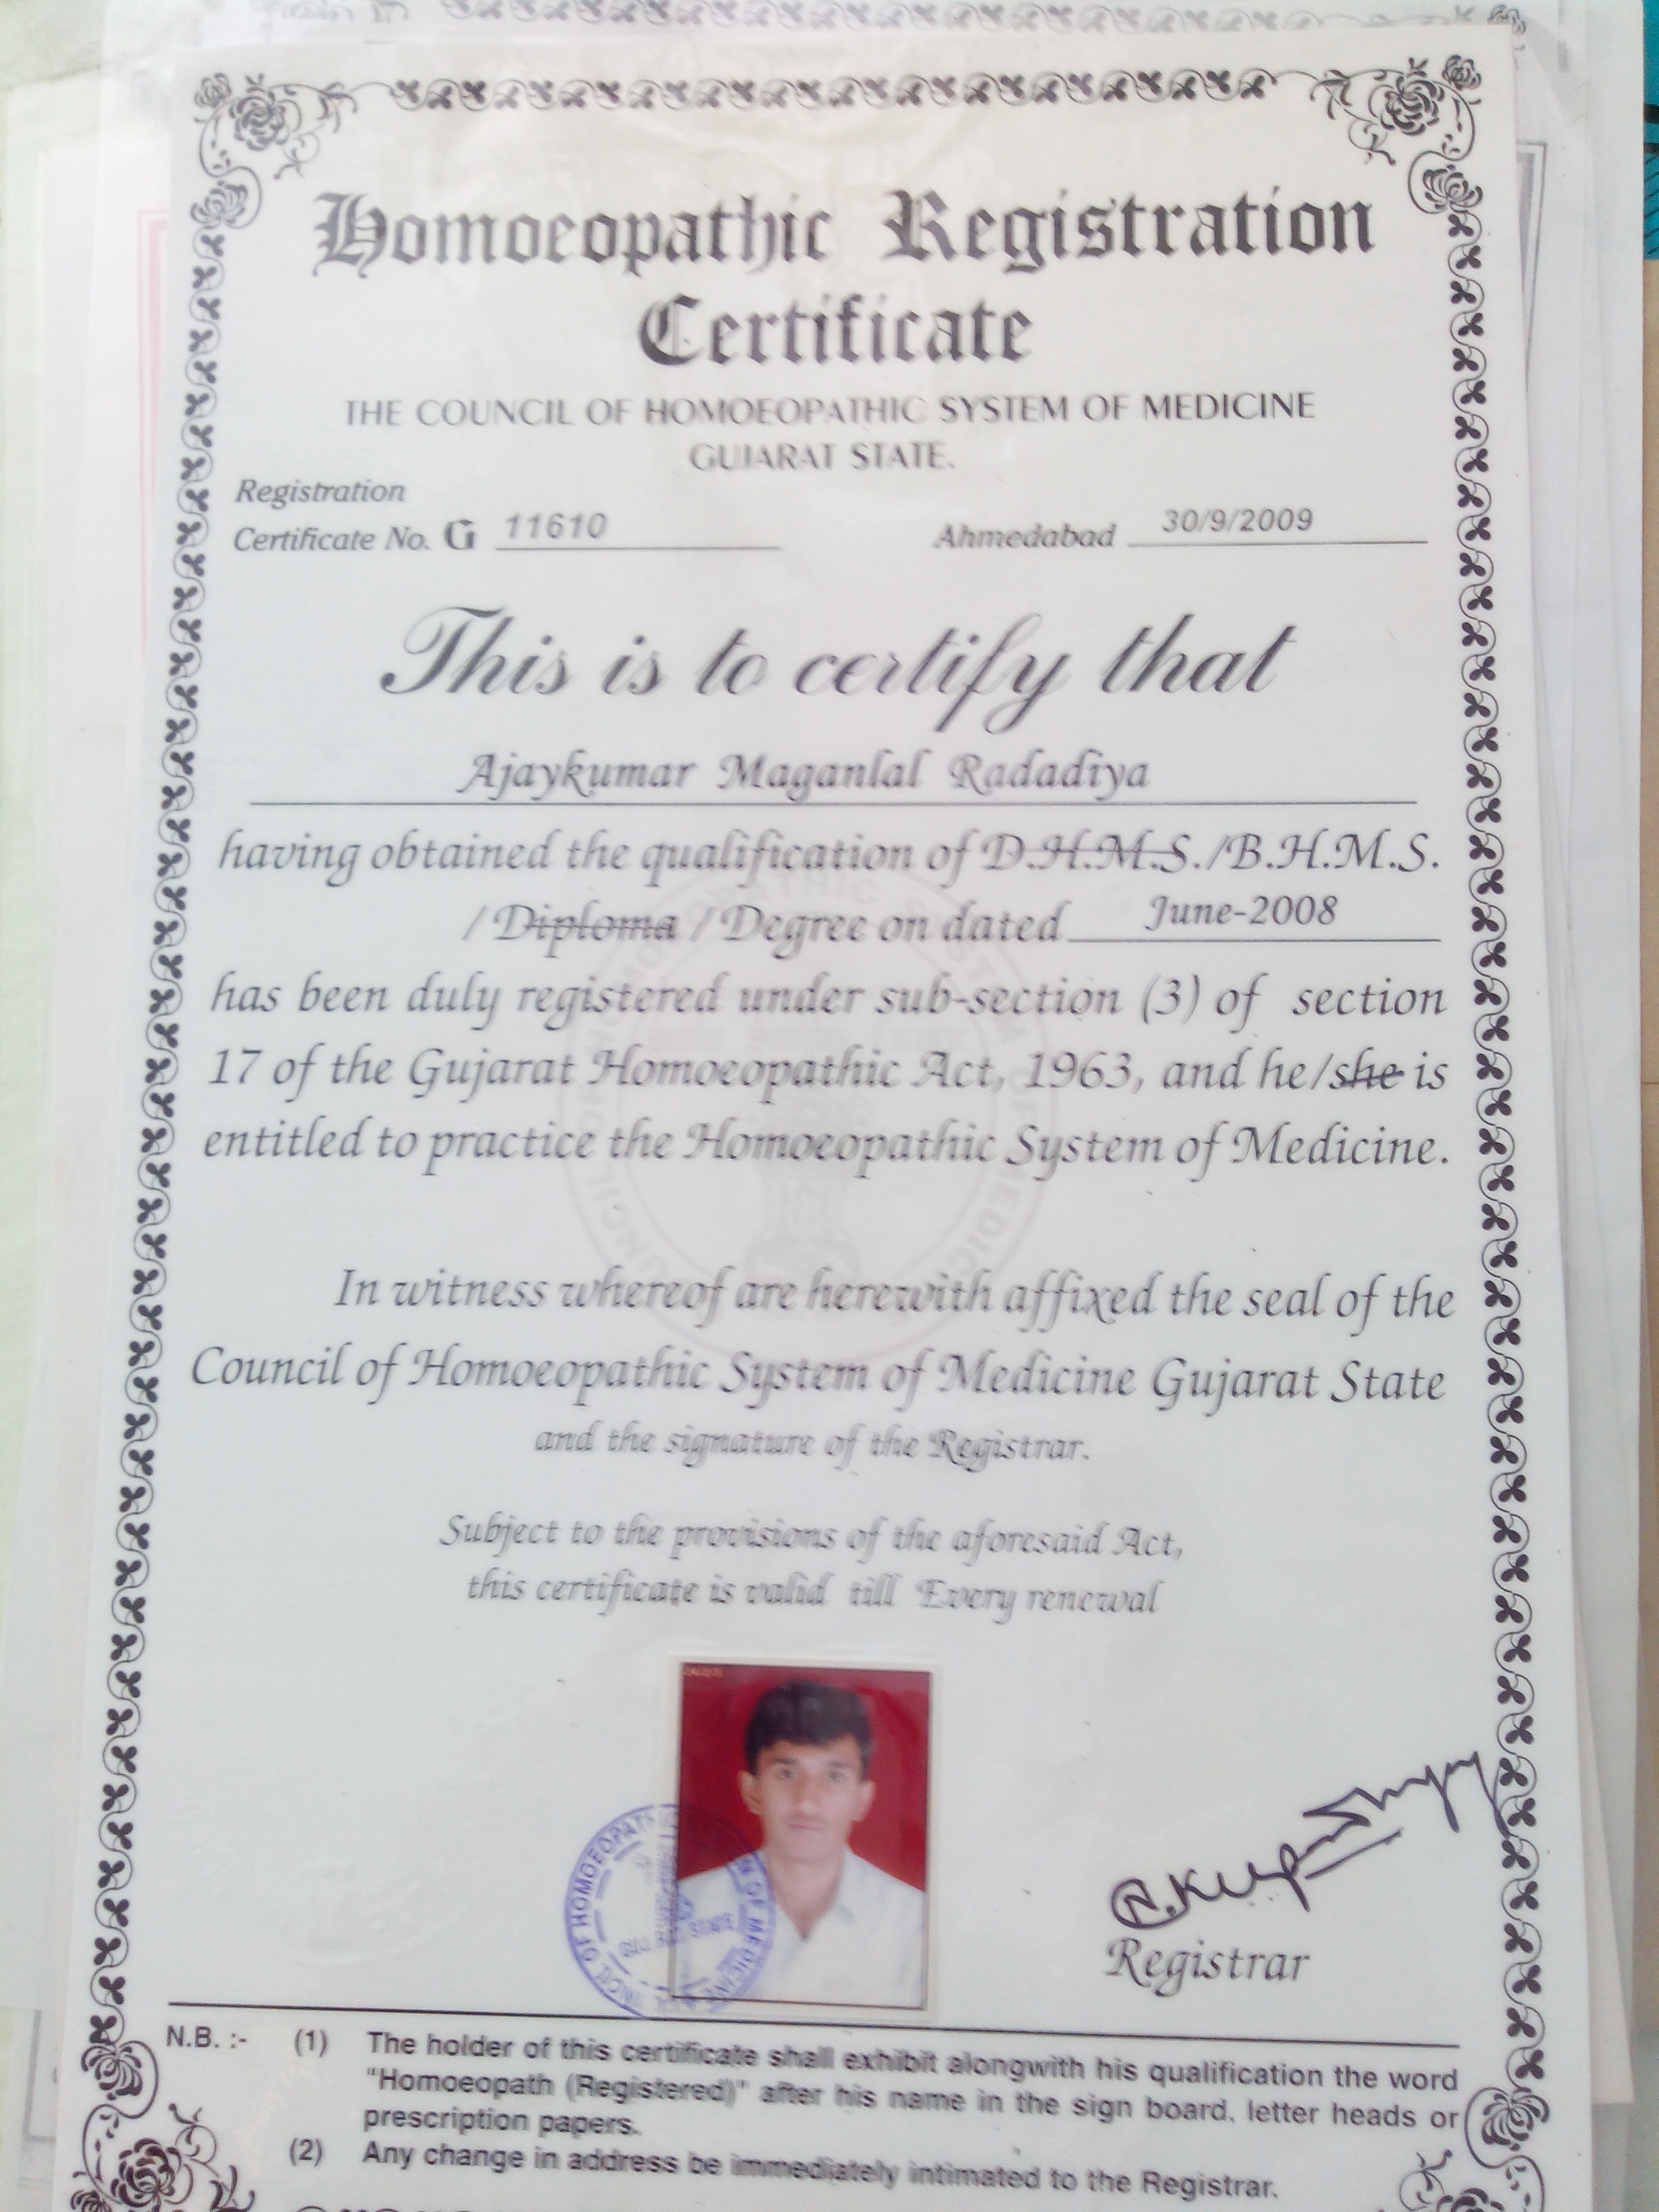 Homoeopathic Registration
Certificate
THE COUNCIL OF HOMOEOPATHIC SYSTEM OF MEDICINE
GUJARAT STATE.
Registration
Certificate No. G 11610 Ahmedabad 30/9/2009
This is to certify that
Ajaykumar Maganlal Radadiya
having obtained the qualification of D.H.M.S./B.H.M.S.
/ Diploma / Degree on dated June-2008
has been duly registered under sub-section (3) of section
17 of the Gujarat Homoeopathic Act, 1963, and he/she is
entitled to practice the Homoeopathic System of Medicine.
In witness whereof are herewith affixed the seal of the
Council of Homoeopathic System of Medicine Gujarat State
and the signature of the Registrar.
Subject to the provisions of the aforesaid Act,
this certificate is valid till Every renewal
Registrar
N.B. :- (1) The holder of this certificate shall exhibit alongwith his qualification the word
"Homoeopath (Registered)" after his name in the sign board, letter heads or
prescription papers.
(2) Any change in address be immediately intimated to the Registrar.